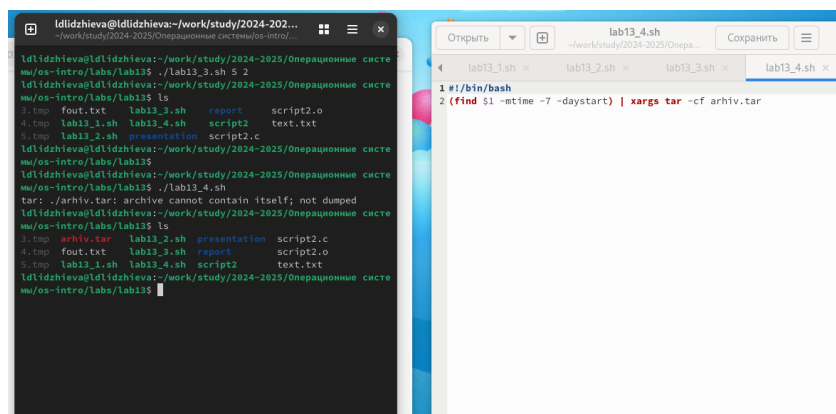 ldlidzhieva@ldlidzhieva:~/work/study/2024-202...
~/work/study/2024-2025/Операционные системы/os-intro/...
ldlidzhieva@ldlidzhieva:~/work/study/2024-2025/Операционные систе
мы/os-intro/labs/lab13$ ./lab13_3.sh 5 2
ldlidzhieva@ldlidzhieva:~/work/study/2024-2025/Операционные систе
мы/os-intro/labs/lab13$ ls
3.tmp fout.txt lab13_3.sh report script2.o
4.tmp lab13_1.sh lab13_4.sh script2 text.txt
5.tmp lab13_2.sh presentation script2.c
ldlidzhieva@ldlidzhieva:~/work/study/2024-2025/Операционные систе
мы/os-intro/labs/lab13$
ldlidzhieva@ldlidzhieva:~/work/study/2024-2025/Операционные систе
мы/os-intro/labs/lab13$ ./lab13_4.sh
tar: ./arhiv.tar: archive cannot contain itself; not dumped
ldlidzhieva@ldlidzhieva:~/work/study/2024-2025/Операционные систе
мы/os-intro/labs/lab13$ ls
3.tmp arhiv.tar lab13_2.sh presentation script2.c
4.tmp fout.txt lab13_3.sh report script2.o
5.tmp lab13_1.sh lab13_4.sh script2 text.txt
ldlidzhieva@ldlidzhieva:~/work/study/2024-2025/Операционные систе
мы/os-intro/labs/lab13$
Открыть
lab13_4.sh
~/work/study/2024-2025/Опера...
Сохранить
lab13_1.sh × lab13_2.sh × lab13_3.sh × lab13_4.sh ×
1 #!/bin/bash
2 (find $1 -mtime -7 -daystart) | xargs tar -cf arhiv.tar